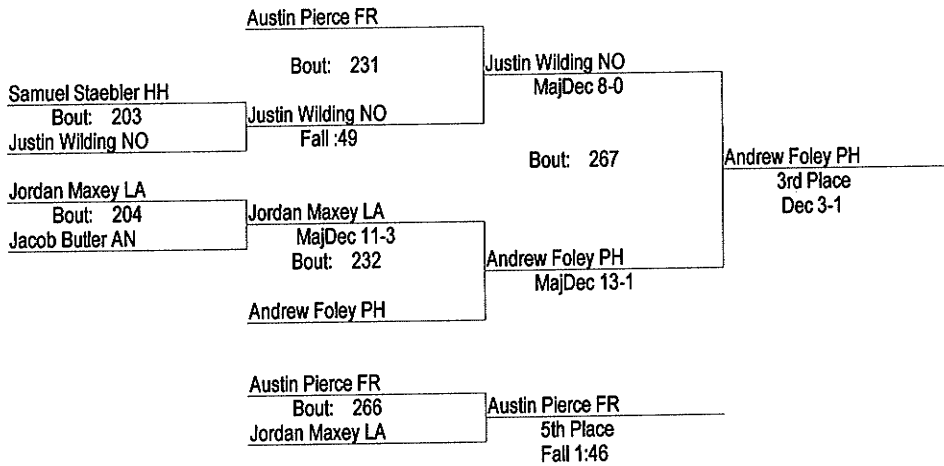 Austin Pierce FR
Bout: 231
Justin Wilding NO
MajDec 8-0
Samuel Staebler HH
Bout: 203
Justin Wilding NO
Justin Wilding NO
Fall :49
Bout: 267
Andrew Foley PH
3rd Place
Dec 3-1
Jordan Maxey LA
Bout: 204
Jacob Butler AN
Jordan Maxey LA
MajDec 11-3
Bout: 232
Andrew Foley PH
MajDec 13-1
Andrew Foley PH
Austin Pierce FR
Bout: 266
Jordan Maxey LA
Austin Pierce FR
5th Place
Fall 1:46